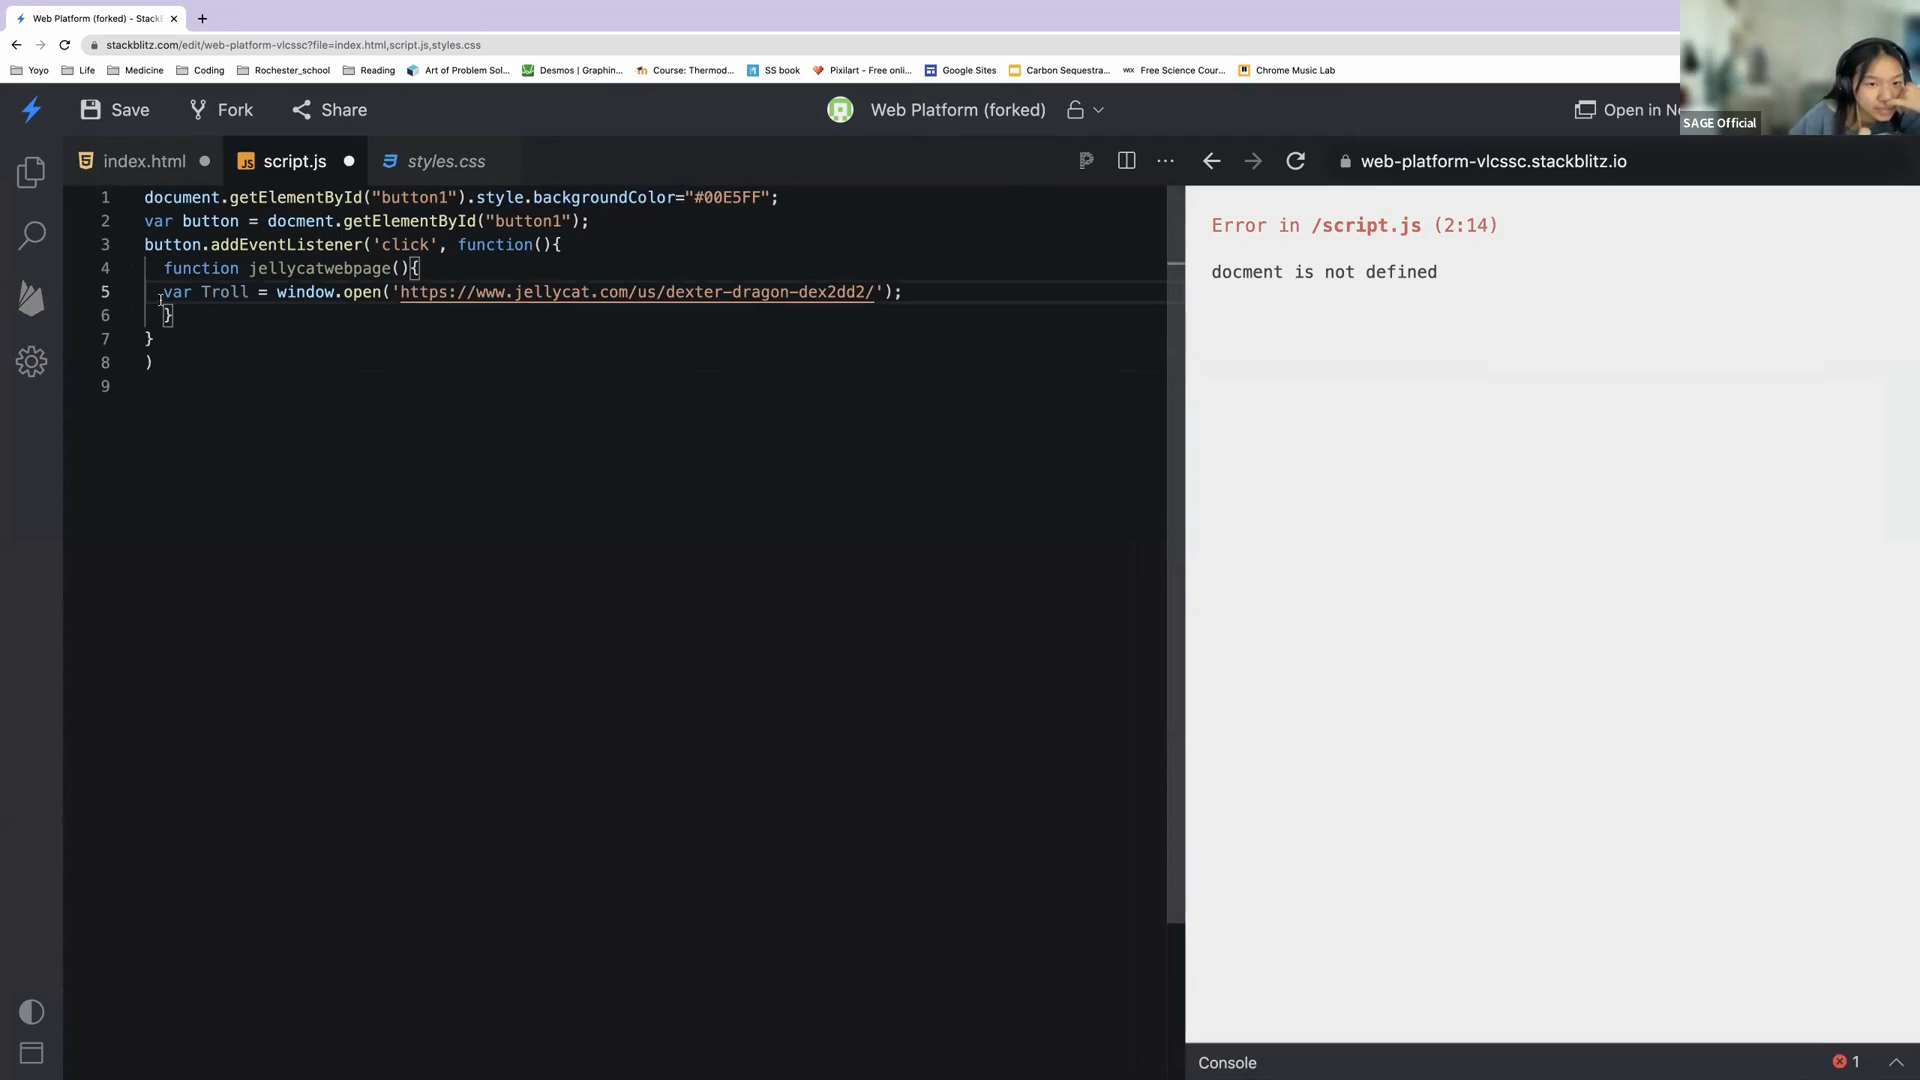 Web Platform (forked) - StackB
stackblitz.com/edit/web-platform-vlcssc?file=index.html,script.js,styles.css
Yoyo Life Medicine Coding Rochester_school Reading Art of Problem Sol... Desmos | Graphin... Course: Thermod... SS book Pixilart - Free onli... Google Sites Carbon Sequestra... WIX Free Science Cour... Chrome Music Lab
Save Fork Share Web Platform (forked) Open in Ne
SAGE Official
index.html JS script.js styles.css web-platform-vlcssc.stackblitz.io
1 document.getElementById("button1").style.backgroundColor="#00E5FF";
2 var button = docment.getElementById("button1");
3 button.addEventListener('click', function(){
4 function jellycatwebpage(){
5 var Troll = window.open('https://www.jellycat.com/us/dexter-dragon-dex2dd2/');
6 }
7 }
8 )
9
Error in /script.js (2:14)
docment is not defined
Console 1